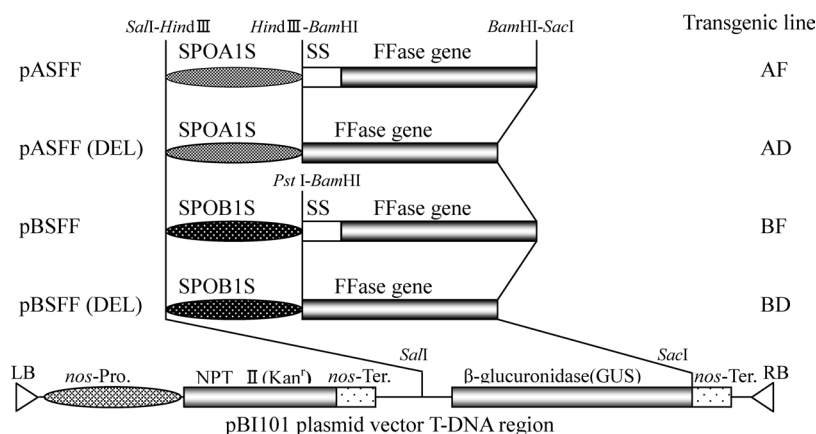 SalI-HindⅢ HindⅢ-BamHI BamHI-SacI Transgenic line
SPOA1S SS FFase gene
pASFF AF
SPOA1S FFase gene
pASFF (DEL) AD
Pst I-BamHI
SPOB1S SS FFase gene
pBSFF BF
SPOB1S FFase gene
pBSFF (DEL) BD
SalI SacI
LB nos-Pro. NPT Ⅱ(Kanʳ) nos-Ter. β-glucuronidase(GUS) nos-Ter. RB
pBI101 plasmid vector T-DNA region